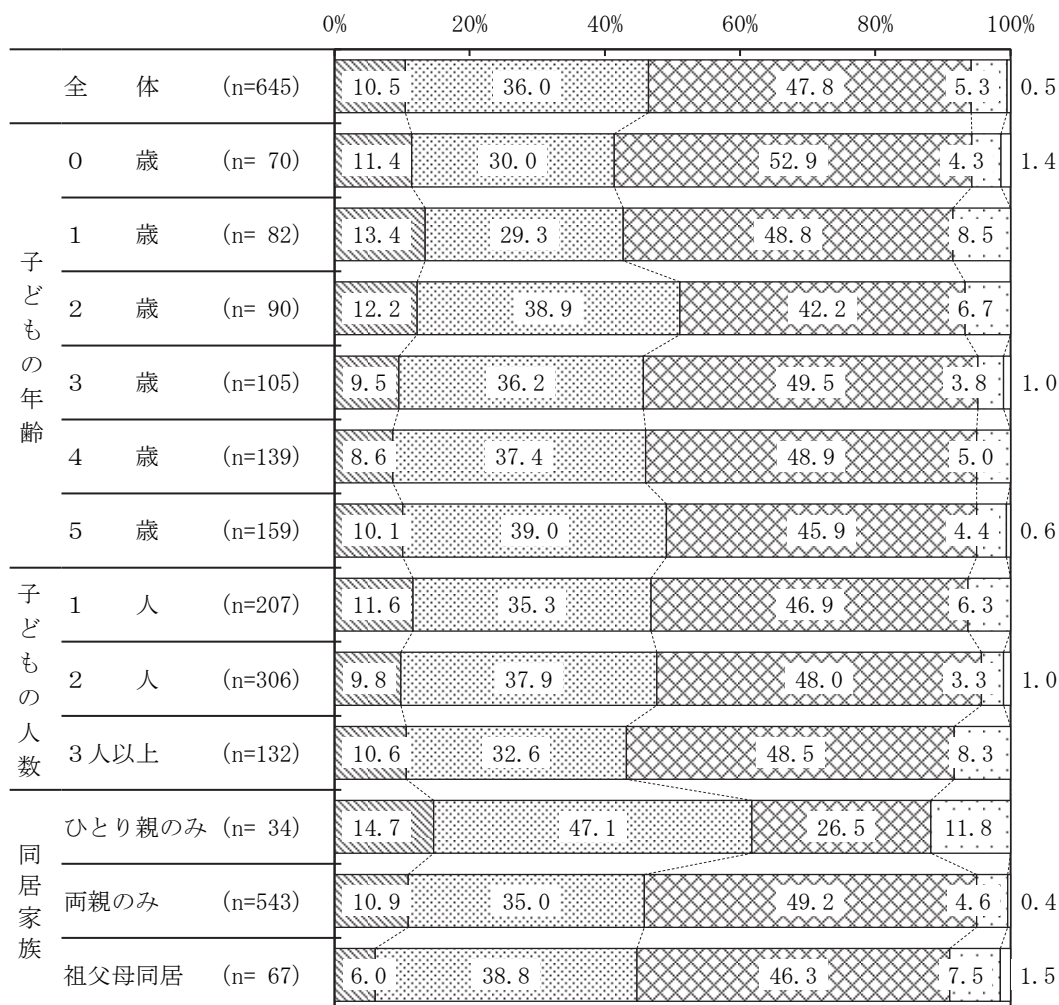 0% 20% 40% 60% 80% 100%
全 体 (n=645) 10.5 36.0 47.8 5.3 0.5
子どもの年齢
０ 歳 (n= 70) 11.4 30.0 52.9 4.3 1.4
１ 歳 (n= 82) 13.4 29.3 48.8 8.5
２ 歳 (n= 90) 12.2 38.9 42.2 6.7
３ 歳 (n=105) 9.5 36.2 49.5 3.8 1.0
４ 歳 (n=139) 8.6 37.4 48.9 5.0
５ 歳 (n=159) 10.1 39.0 45.9 4.4 0.6
子どもの人数
１ 人 (n=207) 11.6 35.3 46.9 6.3
２ 人 (n=306) 9.8 37.9 48.0 3.3 1.0
３人以上 (n=132) 10.6 32.6 48.5 8.3
同居家族
ひとり親のみ (n= 34) 14.7 47.1 26.5 11.8
両親のみ (n=543) 10.9 35.0 49.2 4.6 0.4
祖父母同居 (n= 67) 6.0 38.8 46.3 7.5 1.5